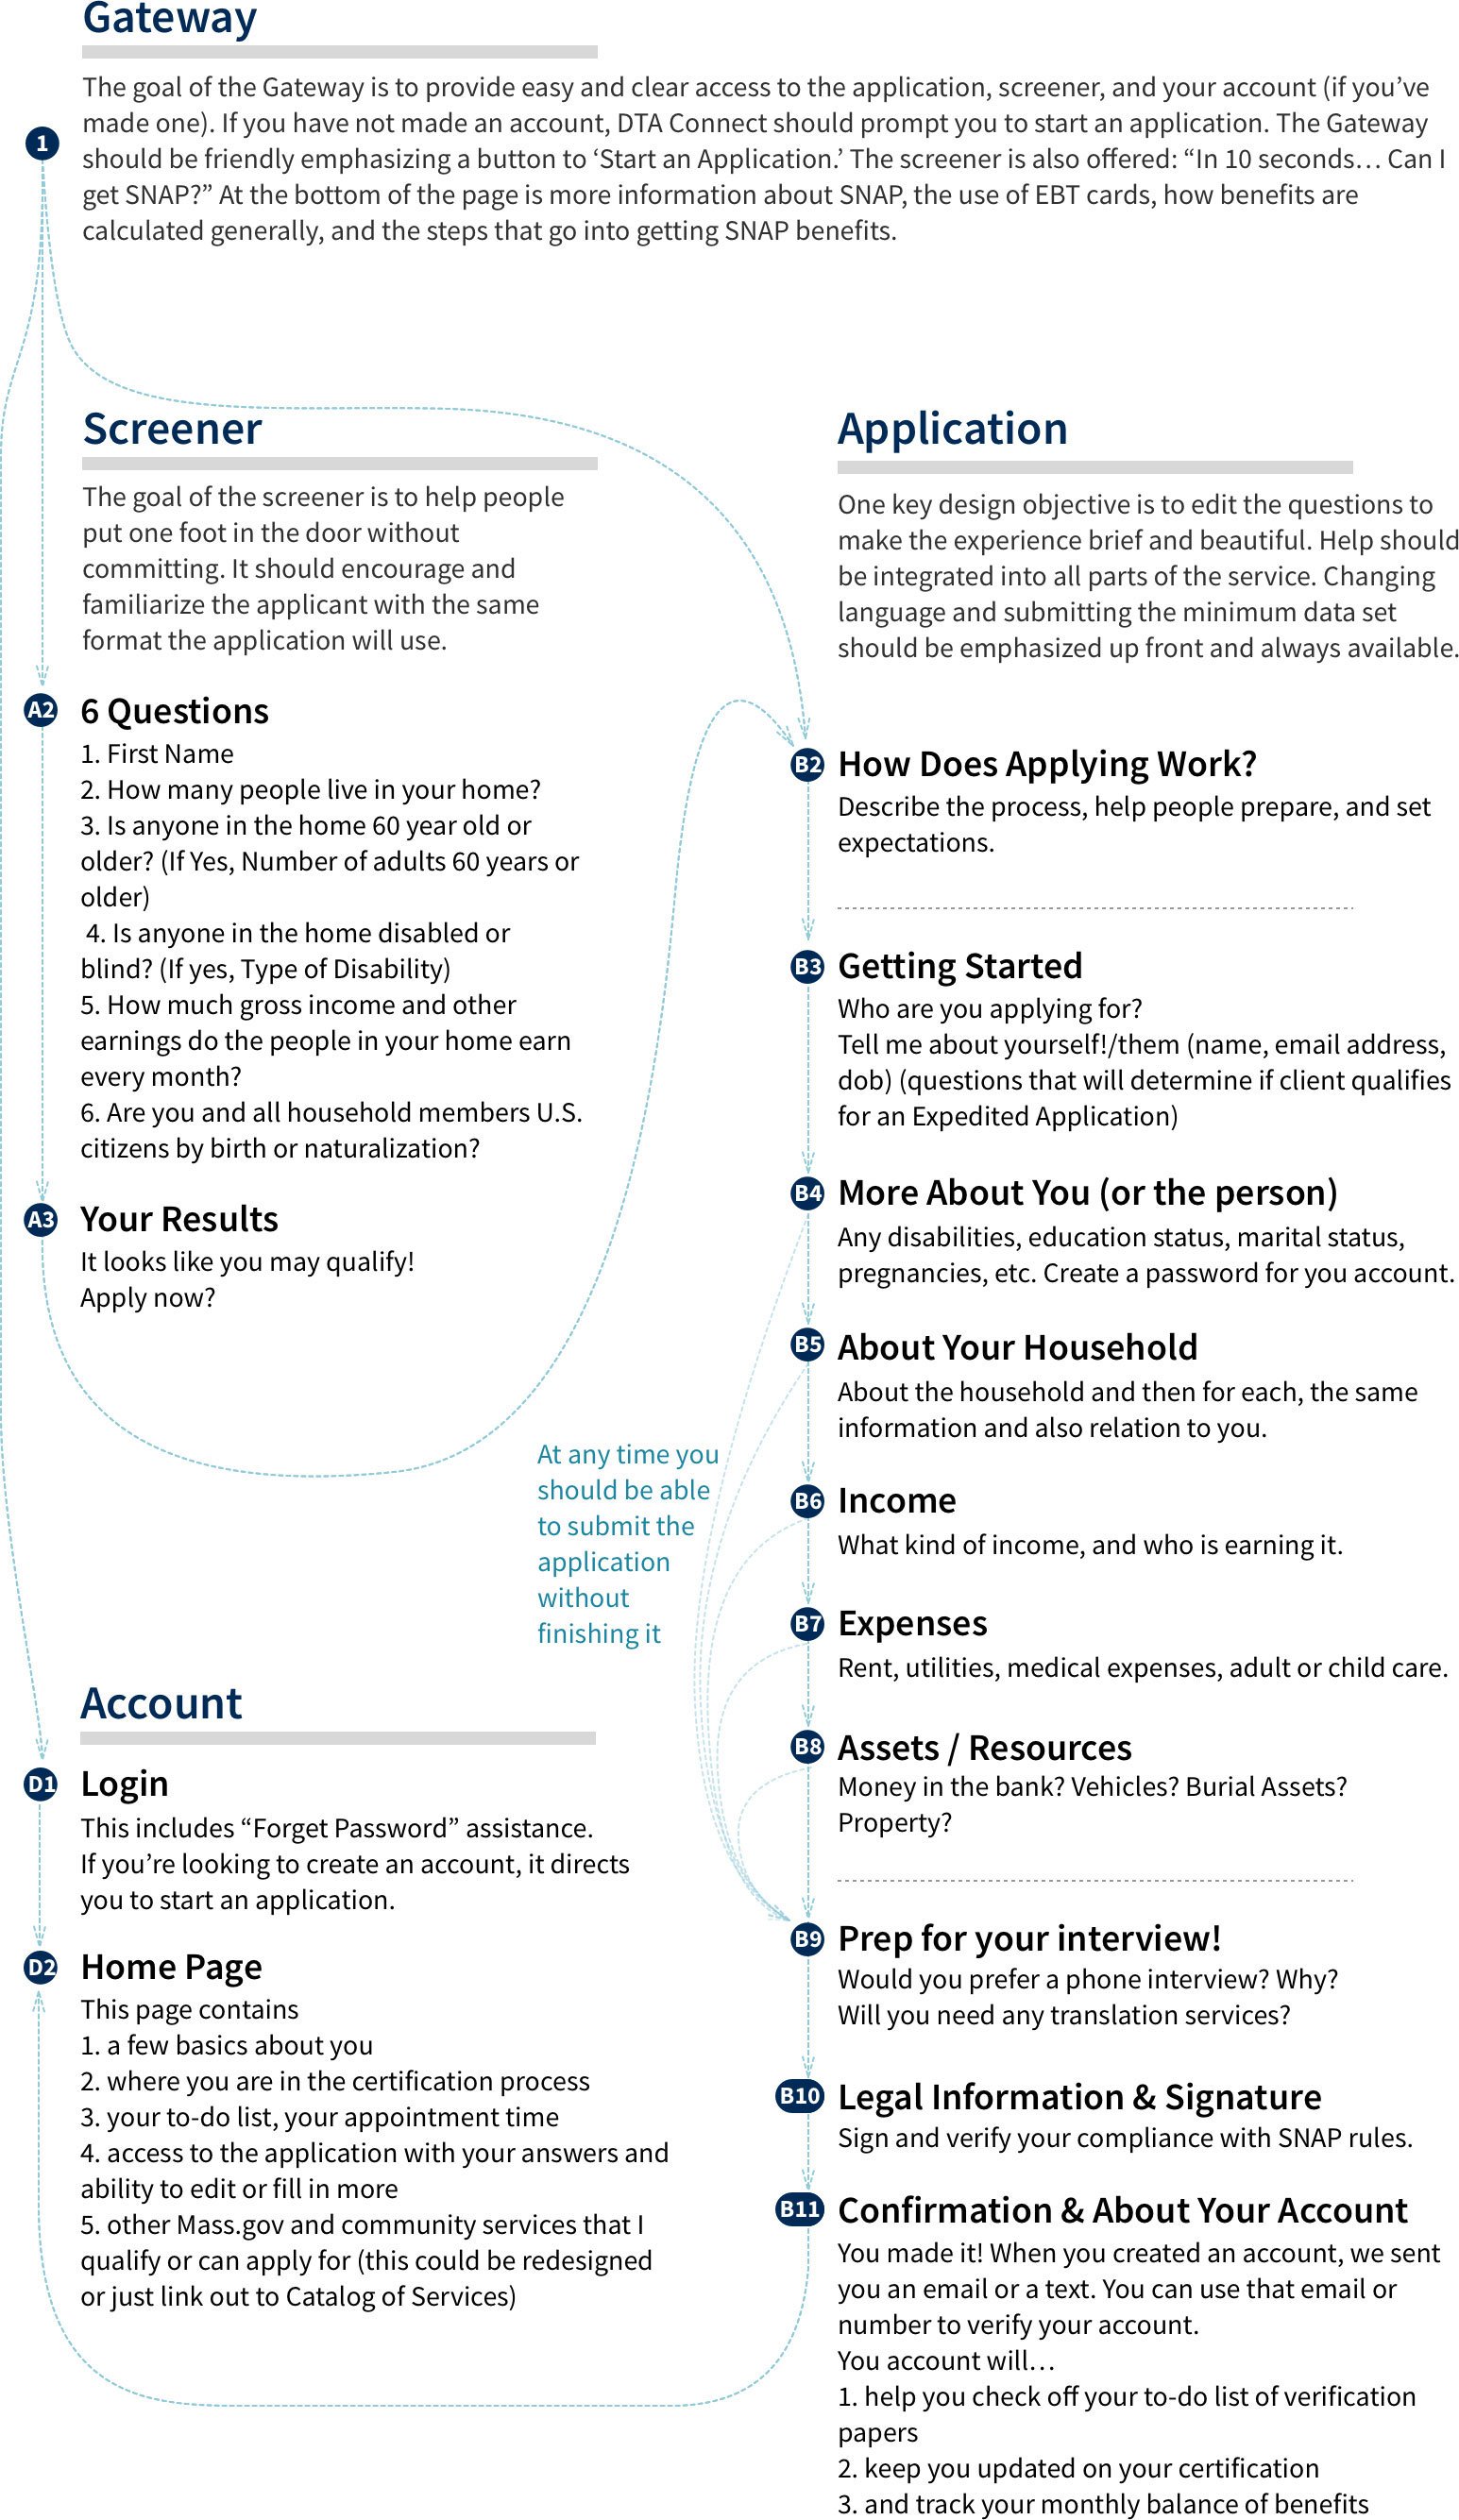 Gateway
The goal of the Gateway is to provide easy and clear access to the application, screener, and your account (if you’ve
made one). If you have not made an account, DTA Connect should prompt you to start an application. The Gateway
should be friendly emphasizing a button to ‘Start an Application.’ The screener is also offered: “In 10 seconds… Can I
get SNAP?” At the bottom of the page is more information about SNAP, the use of EBT cards, how benefits are
calculated generally, and the steps that go into getting SNAP benefits.
1
Screener
The goal of the screener is to help people
put one foot in the door without
committing. It should encourage and
familiarize the applicant with the same
format the application will use.
A2 6 Questions
1. First Name
2. How many people live in your home?
3. Is anyone in the home 60 year old or
older? (If Yes, Number of adults 60 years or
older)
4. Is anyone in the home disabled or
blind? (If yes, Type of Disability)
5. How much gross income and other
earnings do the people in your home earn
every month?
6. Are you and all household members U.S.
citizens by birth or naturalization?
A3 Your Results
It looks like you may qualify!
Apply now?
Application
One key design objective is to edit the questions to
make the experience brief and beautiful. Help should
be integrated into all parts of the service. Changing
language and submitting the minimum data set
should be emphasized up front and always available.
B2 How Does Applying Work?
Describe the process, help people prepare, and set
expectations.
B3 Getting Started
Who are you applying for?
Tell me about yourself!/them (name, email address,
dob) (questions that will determine if client qualifies
for an Expedited Application)
B4 More About You (or the person)
Any disabilities, education status, marital status,
pregnancies, etc. Create a password for you account.
B5 About Your Household
About the household and then for each, the same
information and also relation to you.
At any time you
should be able
to submit the
application
without
finishing it
B6 Income
What kind of income, and who is earning it.
B7 Expenses
Rent, utilities, medical expenses, adult or child care.
B8 Assets / Resources
Money in the bank? Vehicles? Burial Assets?
Property?
B9 Prep for your interview!
Would you prefer a phone interview? Why?
Will you need any translation services?
B10 Legal Information & Signature
Sign and verify your compliance with SNAP rules.
B11 Confirmation & About Your Account
You made it! When you created an account, we sent
you an email or a text. You can use that email or
number to verify your account.
You account will…
1. help you check off your to-do list of verification
papers
2. keep you updated on your certification
3. and track your monthly balance of benefits
Account
D1 Login
This includes “Forget Password” assistance.
If you’re looking to create an account, it directs
you to start an application.
D2 Home Page
This page contains
1. a few basics about you
2. where you are in the certification process
3. your to-do list, your appointment time
4. access to the application with your answers and
ability to edit or fill in more
5. other Mass.gov and community services that I
qualify or can apply for (this could be redesigned
or just link out to Catalog of Services)